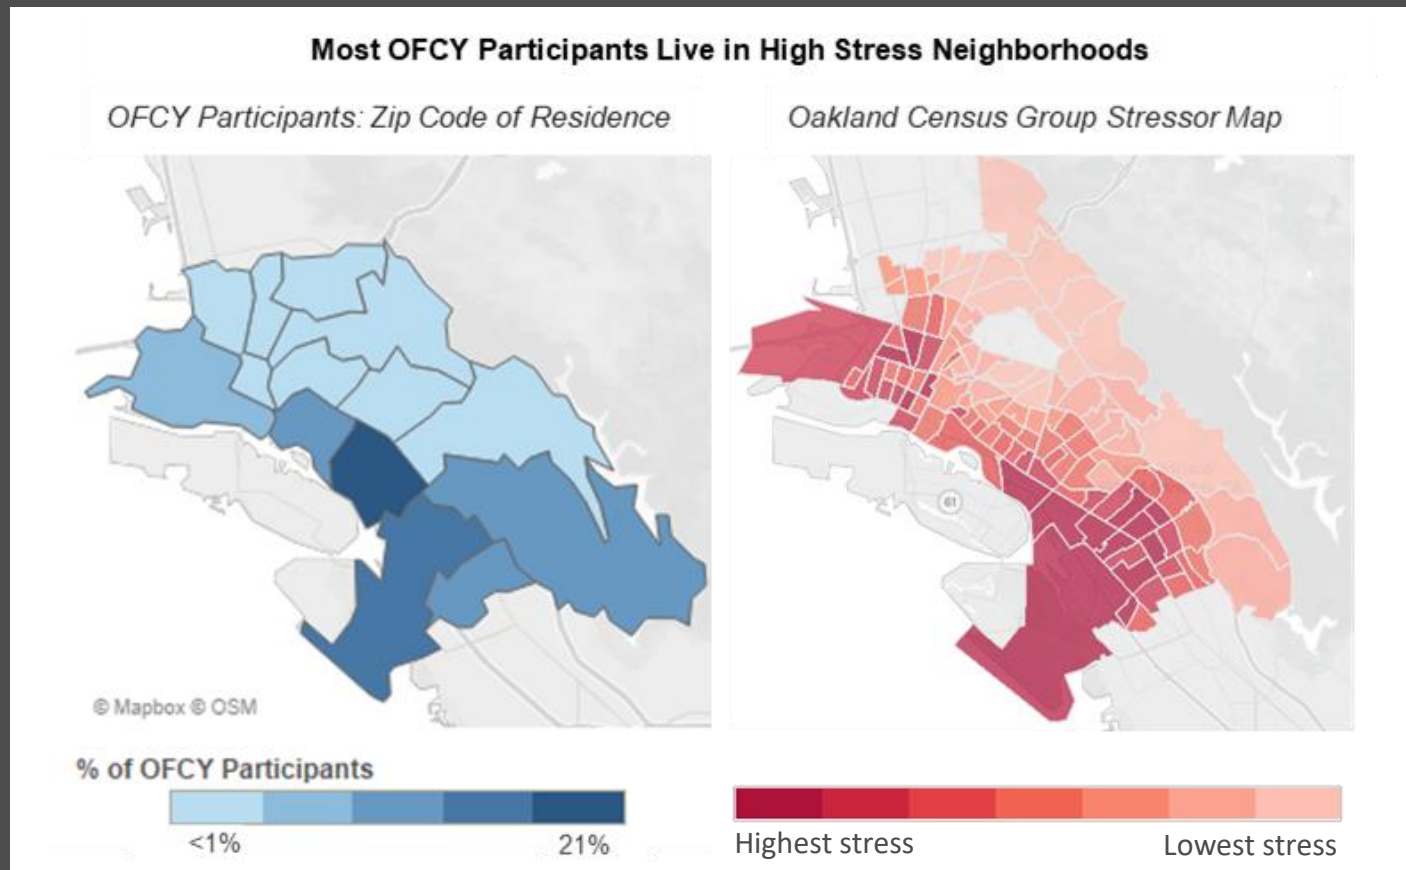 Most OFCY Participants Live in High Stress Neighborhoods
OFCY Participants: Zip Code of Residence
Oakland Census Group Stressor Map
61
© Mapbox © OSM
% of OFCY Participants
<1%
21%
Highest stress
Lowest stress